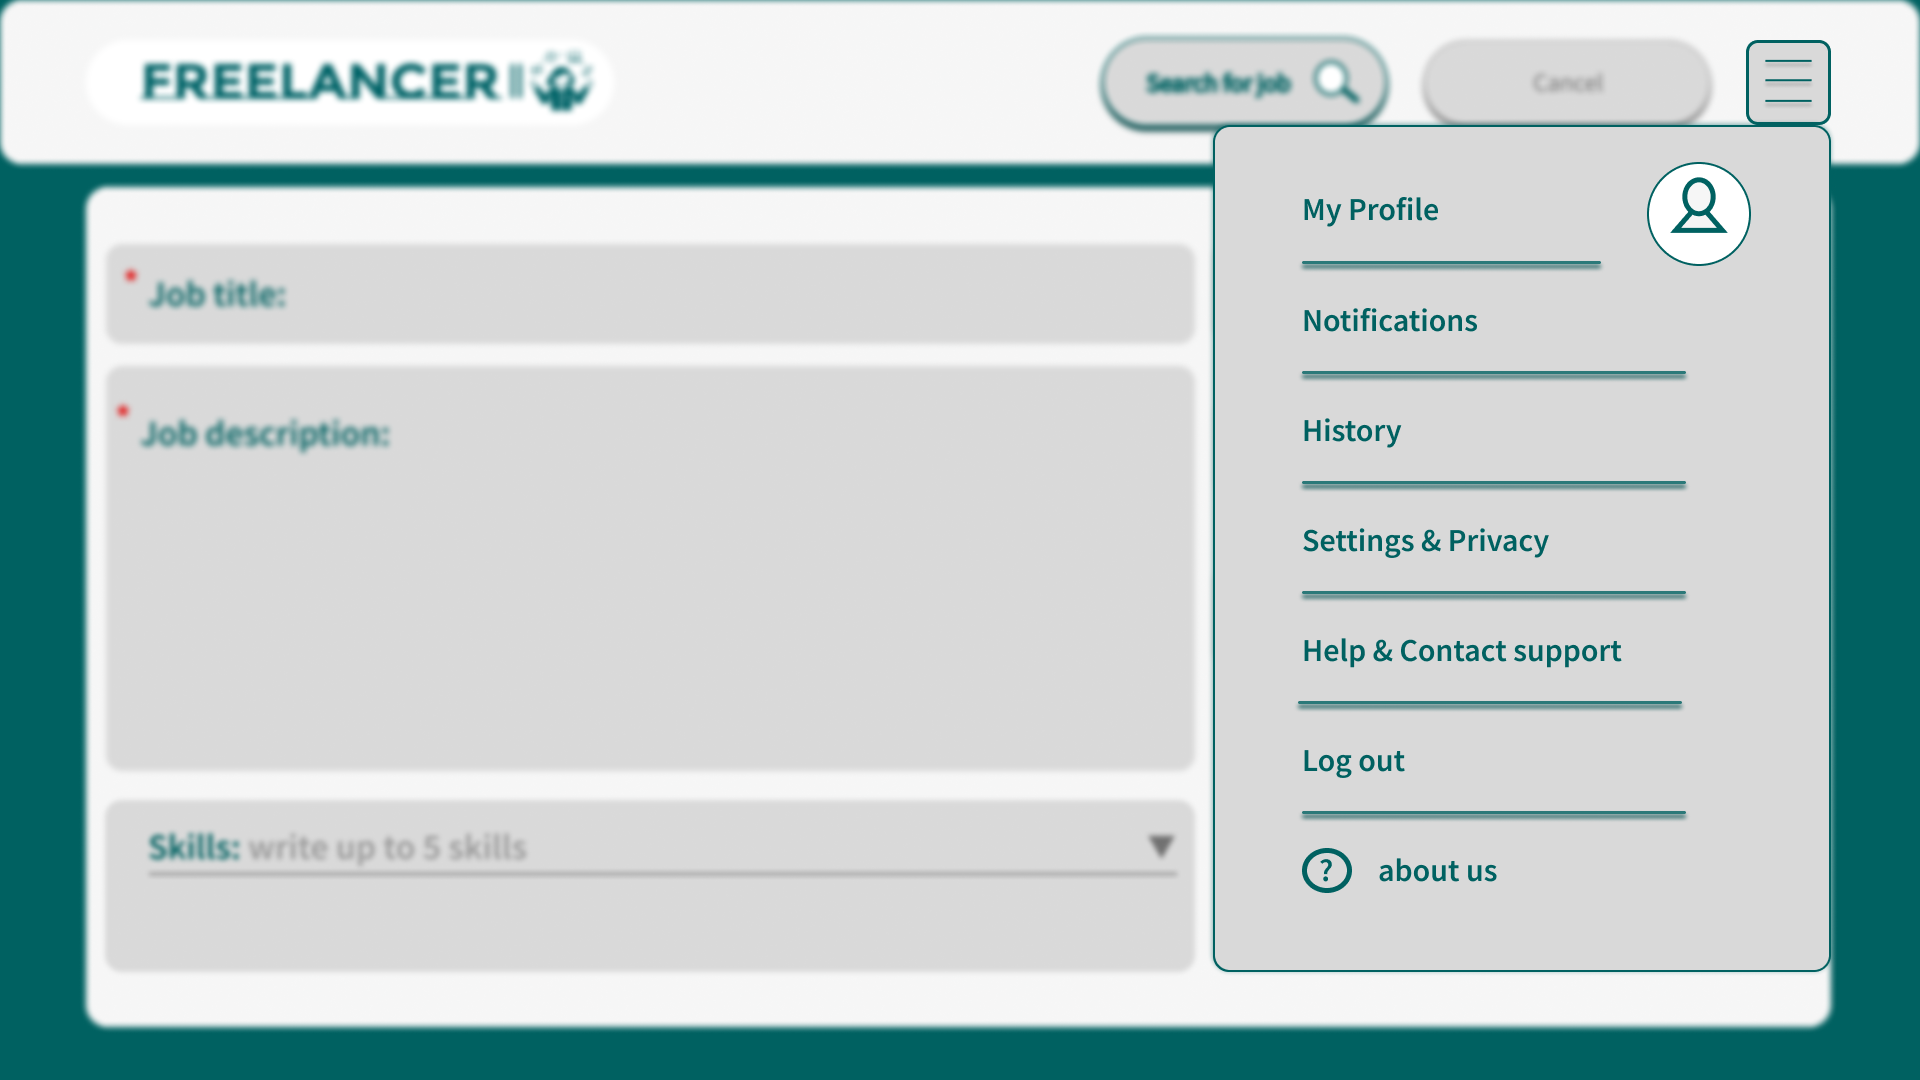 FREELANCER
Search for job
Cancel
My Profile
* Job title:
Notifications
* Job description:
History
Settings & Privacy
Help & Contact support
Log out
Skills: write up to 5 skills
? about us